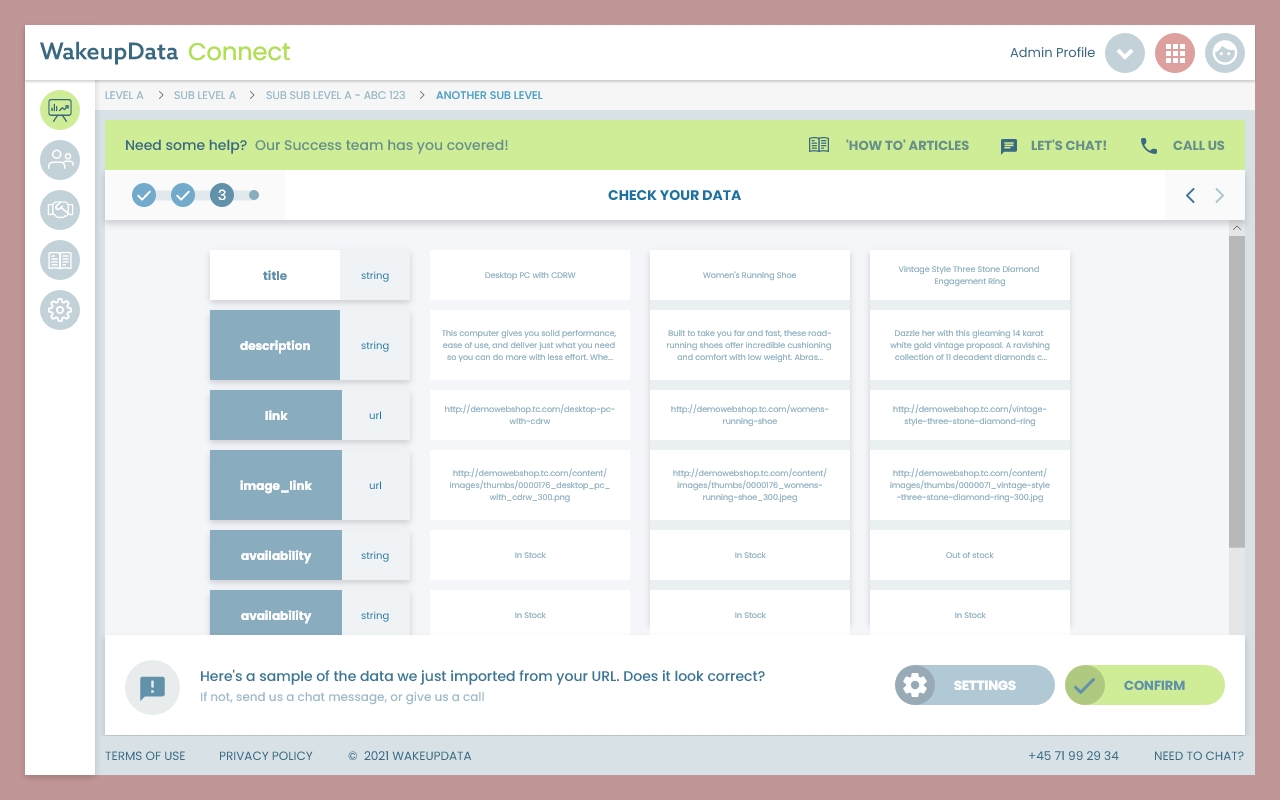 WakeupData Connect
Admin Profile
LEVEL A
SUB LEVEL A
SUB SUB LEVEL A - ABC 123
ANOTHER SUB LEVEL
Need some help? Our Success team has you covered!
'HOW TO' ARTICLES
LET'S CHAT!
CALL US
3
CHECK YOUR DATA
title
string
Desktop PC with CDRW
Women's Running Shoe
Vintage Style Three Stone Diamond
Engagement Ring
description
string
This computer gives you solid performance,
ease of use, and deliver just what you need
so you can do more with less effort. Whe...
Built to take you far and fast, these road-
running shoes offer incredible cushioning
and comfort with low weight. Abras...
Dazzle her with this gleaming 14 karat
white gold vintage proposal. A ravishing
collection of 11 decadent diamonds c...
link
url
http://demowebshop.tc.com/desktop-pc-
with-cdrw
http://demowebshop.tc.com/womens-
running-shoe
http://demowebshop.tc.com/vintage-
style-three-stone-diamond-ring
image_link
url
http://demowebshop.tc.com/content/
images/thumbs/0000176_desktop_pc_
with_cdrw_300.png
http://demowebshop.tc.com/content/
images/thumbs/0000176_womens-
running-shoe_300.jpeg
http://demowebshop.tc.com/content/
images/thumbs/0000071_vintage-style
-three-stone-diamond-ring-300.jpg
availability
string
In Stock
In Stock
Out of stock
availability
string
In Stock
In Stock
In Stock
Here's a sample of the data we just imported from your URL. Does it look correct?
If not, send us a chat message, or give us a call
SETTINGS
CONFIRM
TERMS OF USE
PRIVACY POLICY
© 2021 WAKEUPDATA
+45 71 99 29 34
NEED TO CHAT?